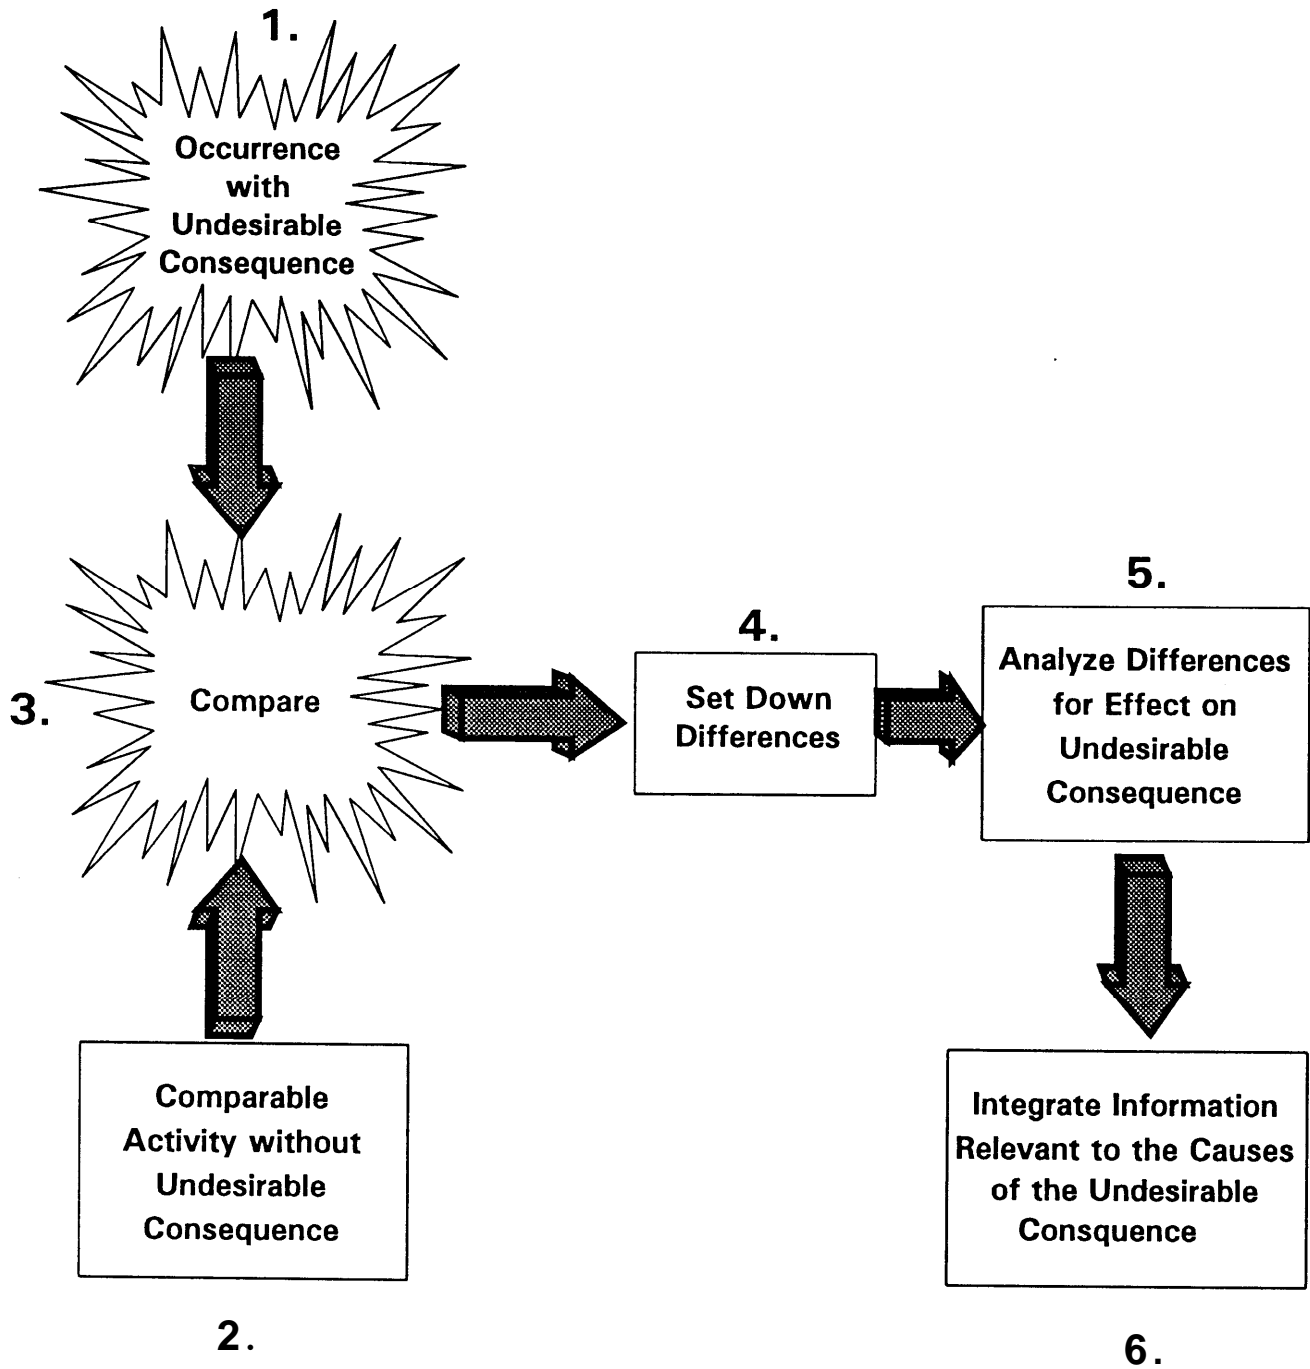 1.
Occurrence
with
Undesirable
Consequence
3.
Compare
2.
Comparable
Activity without
Undesirable
Consequence
4.
Set Down
Differences
5.
Analyze Differences
for Effect on
Undesirable
Consequence
6.
Integrate Information
Relevant to the Causes
of the Undesirable
Consquence